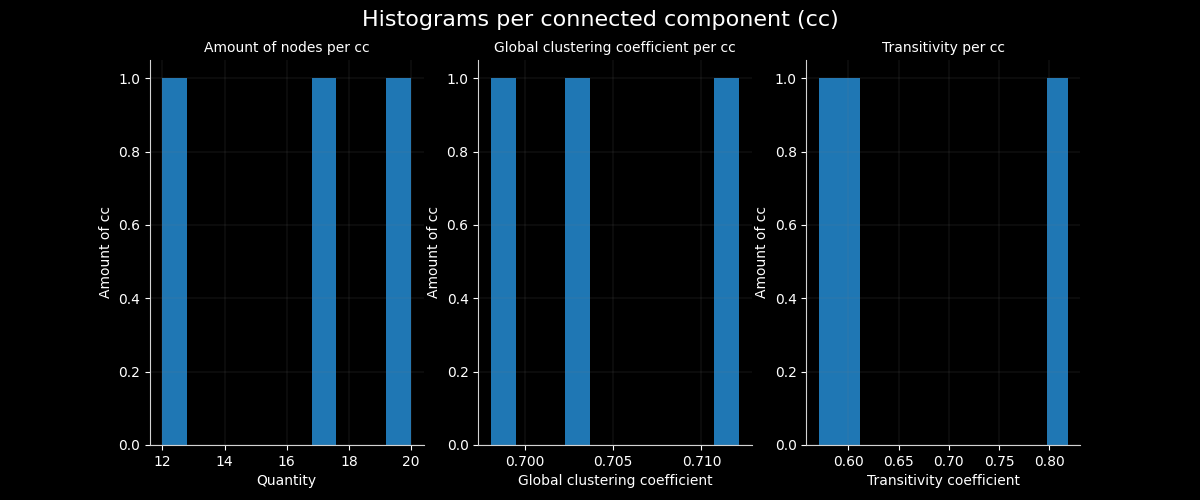 Histograms per connected component (cc)
Amount of nodes per cc
Global clustering coefficient per cc
Transitivity per cc
1.0
0.8
0.6
0.4
0.2
0.0
Amount of cc
12 14 16 18 20
Quantity
1.0
0.8
0.6
0.4
0.2
0.0
Amount of cc
0.700 0.705 0.710
Global clustering coefficient
1.0
0.8
0.6
0.4
0.2
0.0
Amount of cc
0.60 0.65 0.70 0.75 0.80
Transitivity coefficient